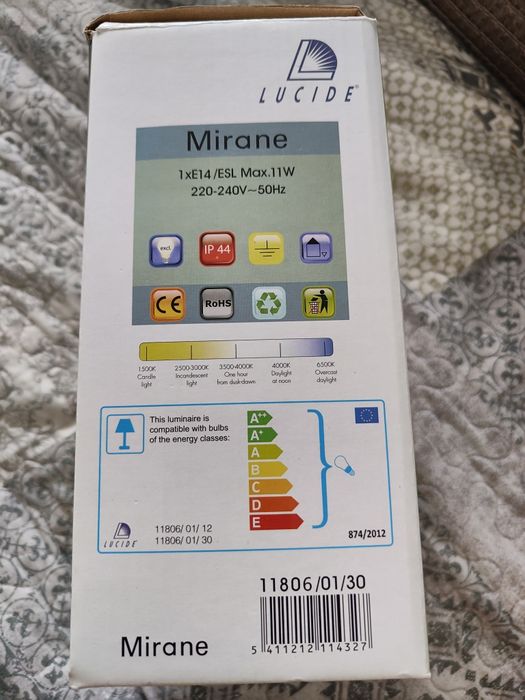 LUCIDE®
Mirane
1xE14/ESL Max.11W
220-240V~50Hz
excl.
IP 44
CE
RoHS
1500K
Candle
light
2500-3000K
Incandescent
light
3500-4000K
One hour
from dusk-dawn
4000K
Daylight
at noon
6500K
Overcast
daylight
This luminaire is
compatible with bulbs
of the energy classes:
A++
A+
A
B
C
D
E
LUCIDE
11806/ 01/ 12
11806/ 01/ 30
874/2012
11806/01/30
Mirane
5 411212 114327